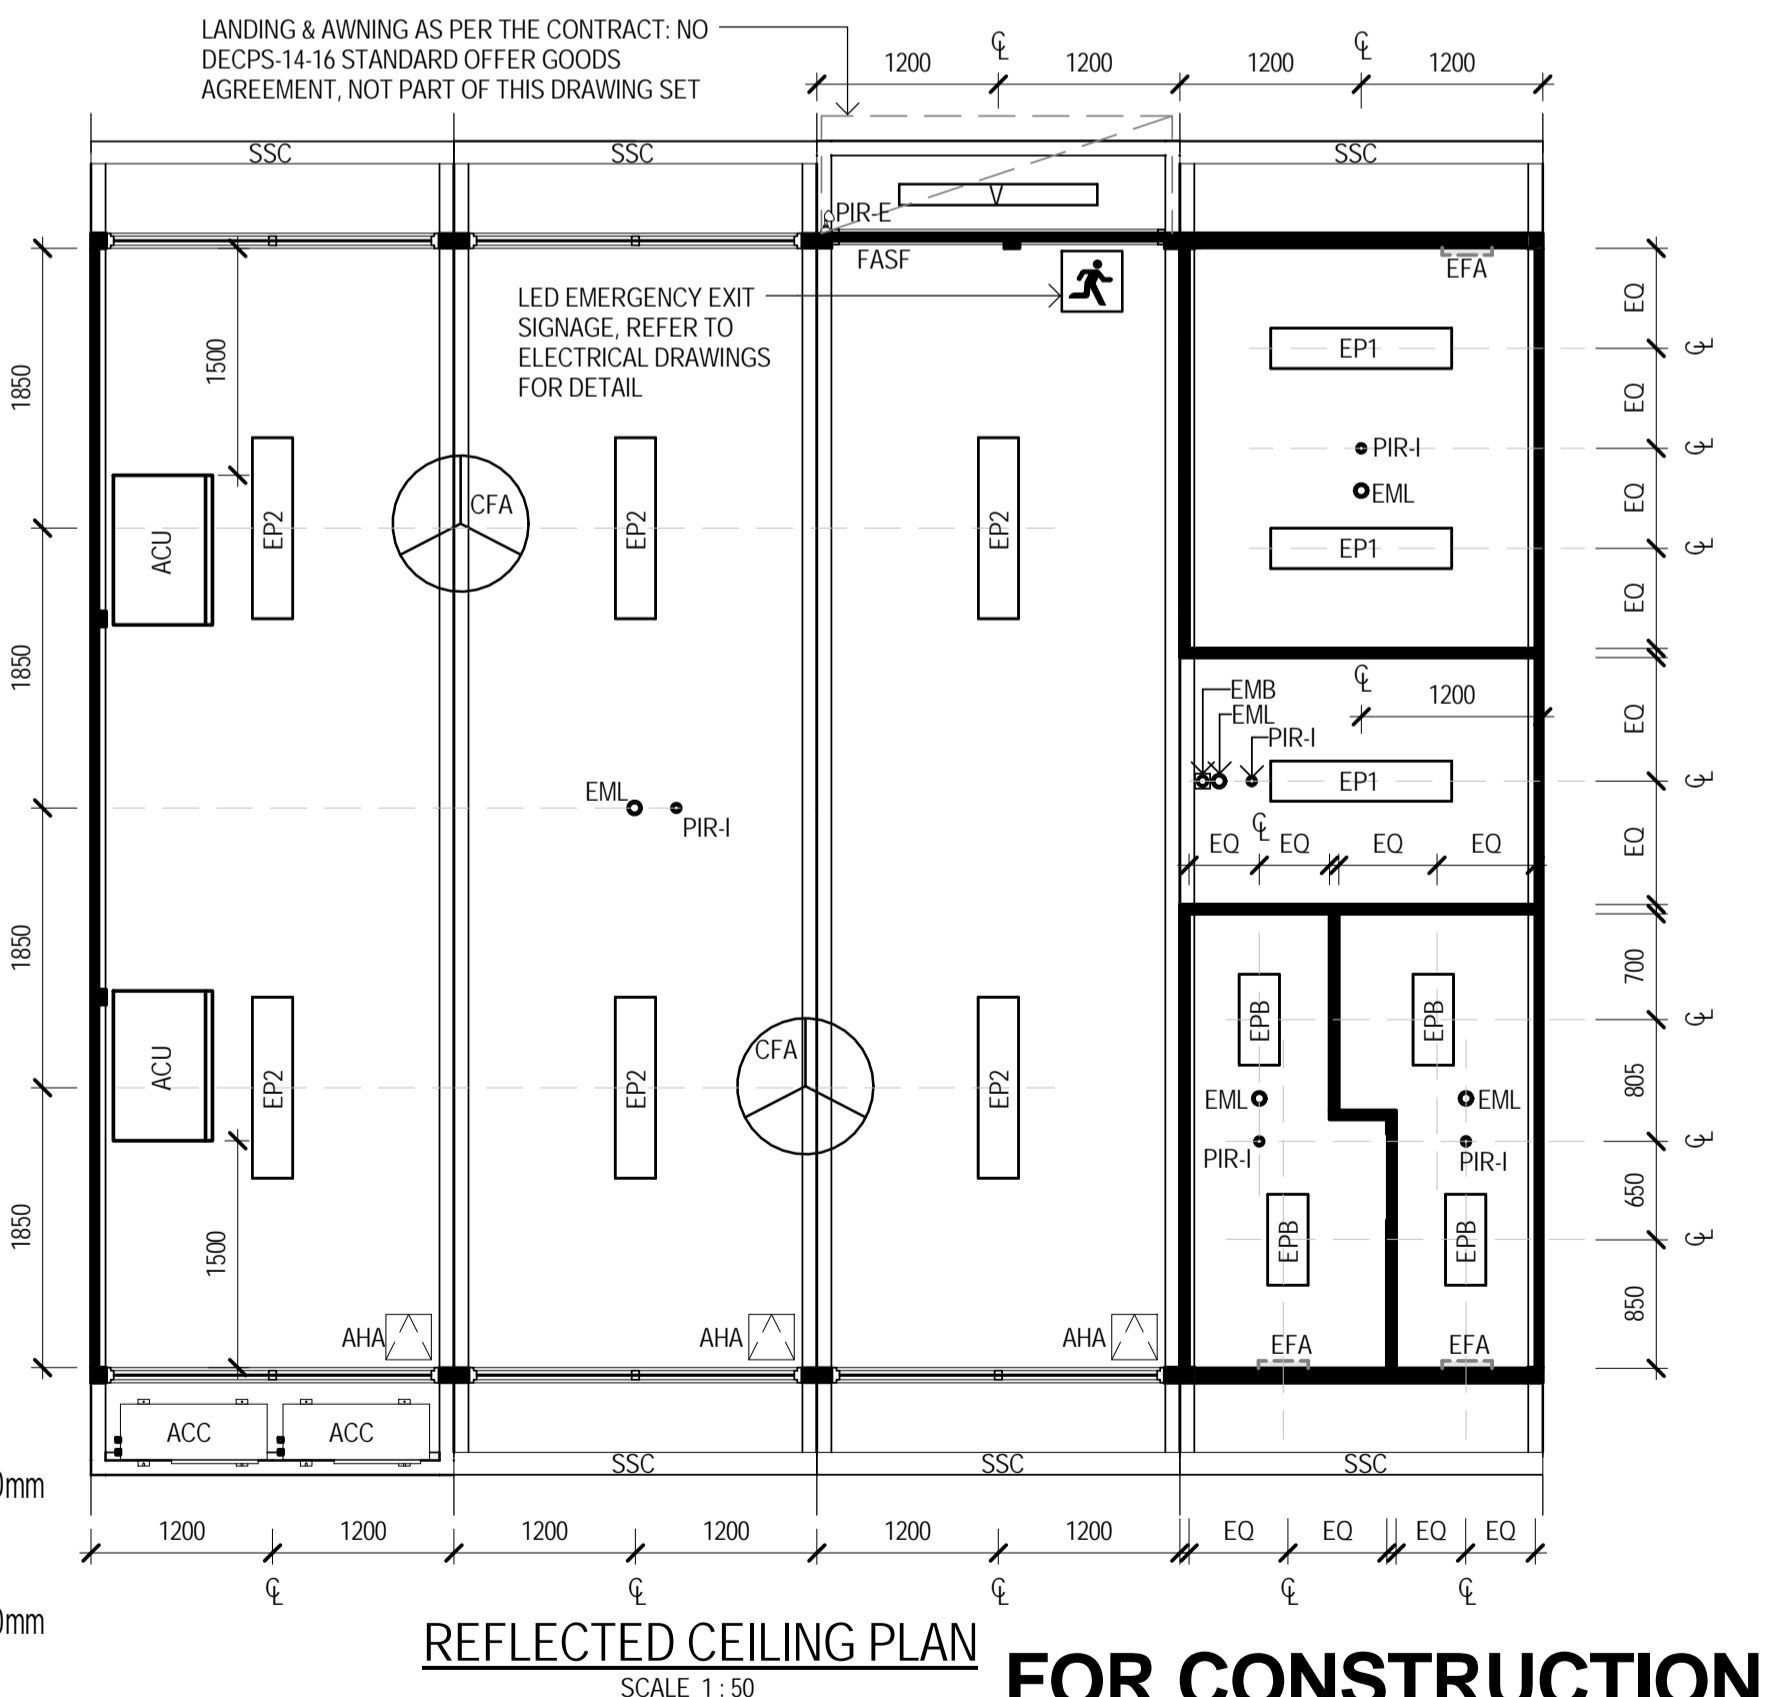 LANDING & AWNING AS PER THE CONTRACT: NO
DECPS-14-16 STANDARD OFFER GOODS
AGREEMENT, NOT PART OF THIS DRAWING SET
℄
℄
1200
1200
1200
1200
SSC
SSC
SSC
V
PIR-E
FASF
EFA
LED EMERGENCY EXIT
SIGNAGE, REFER TO
ELECTRICAL DRAWINGS
FOR DETAIL
1850
1500
EQ
EP1
℄
EQ
PIR-I
℄
EML
EQ
ACU
EP2
CFA
EP2
EP2
EP1
℄
EQ
1850
EMB
EML
PIR-I
℄
1200
EQ
EP1
℄
EML
PIR-I
℄
EQ
EQ
EQ
EQ
EQ
1850
700
EPB
EPB
℄
ACU
EP2
EP2
CFA
EP2
805
EML
EML
PIR-I
PIR-I
℄
650
1850
1500
EPB
EPB
℄
850
AHA
AHA
AHA
EFA
EFA
ACC
ACC
SSC
SSC
SSC
0mm
1200
1200
1200
1200
1200
1200
EQ
EQ
EQ
EQ
℄
℄
℄
℄
℄
0mm
REFLECTED CEILING PLAN
SCALE 1 : 50
FOR CONSTRUCTION